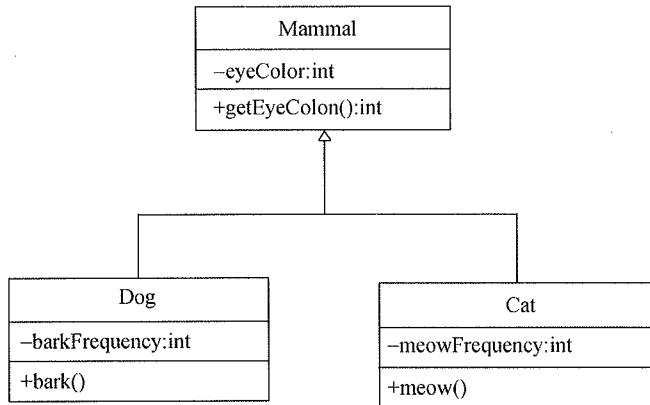 Mammal
–eyeColor:int
+getEyeColon():int
Dog
–barkFrequency:int
+bark()
Cat
–meowFrequency:int
+meow()